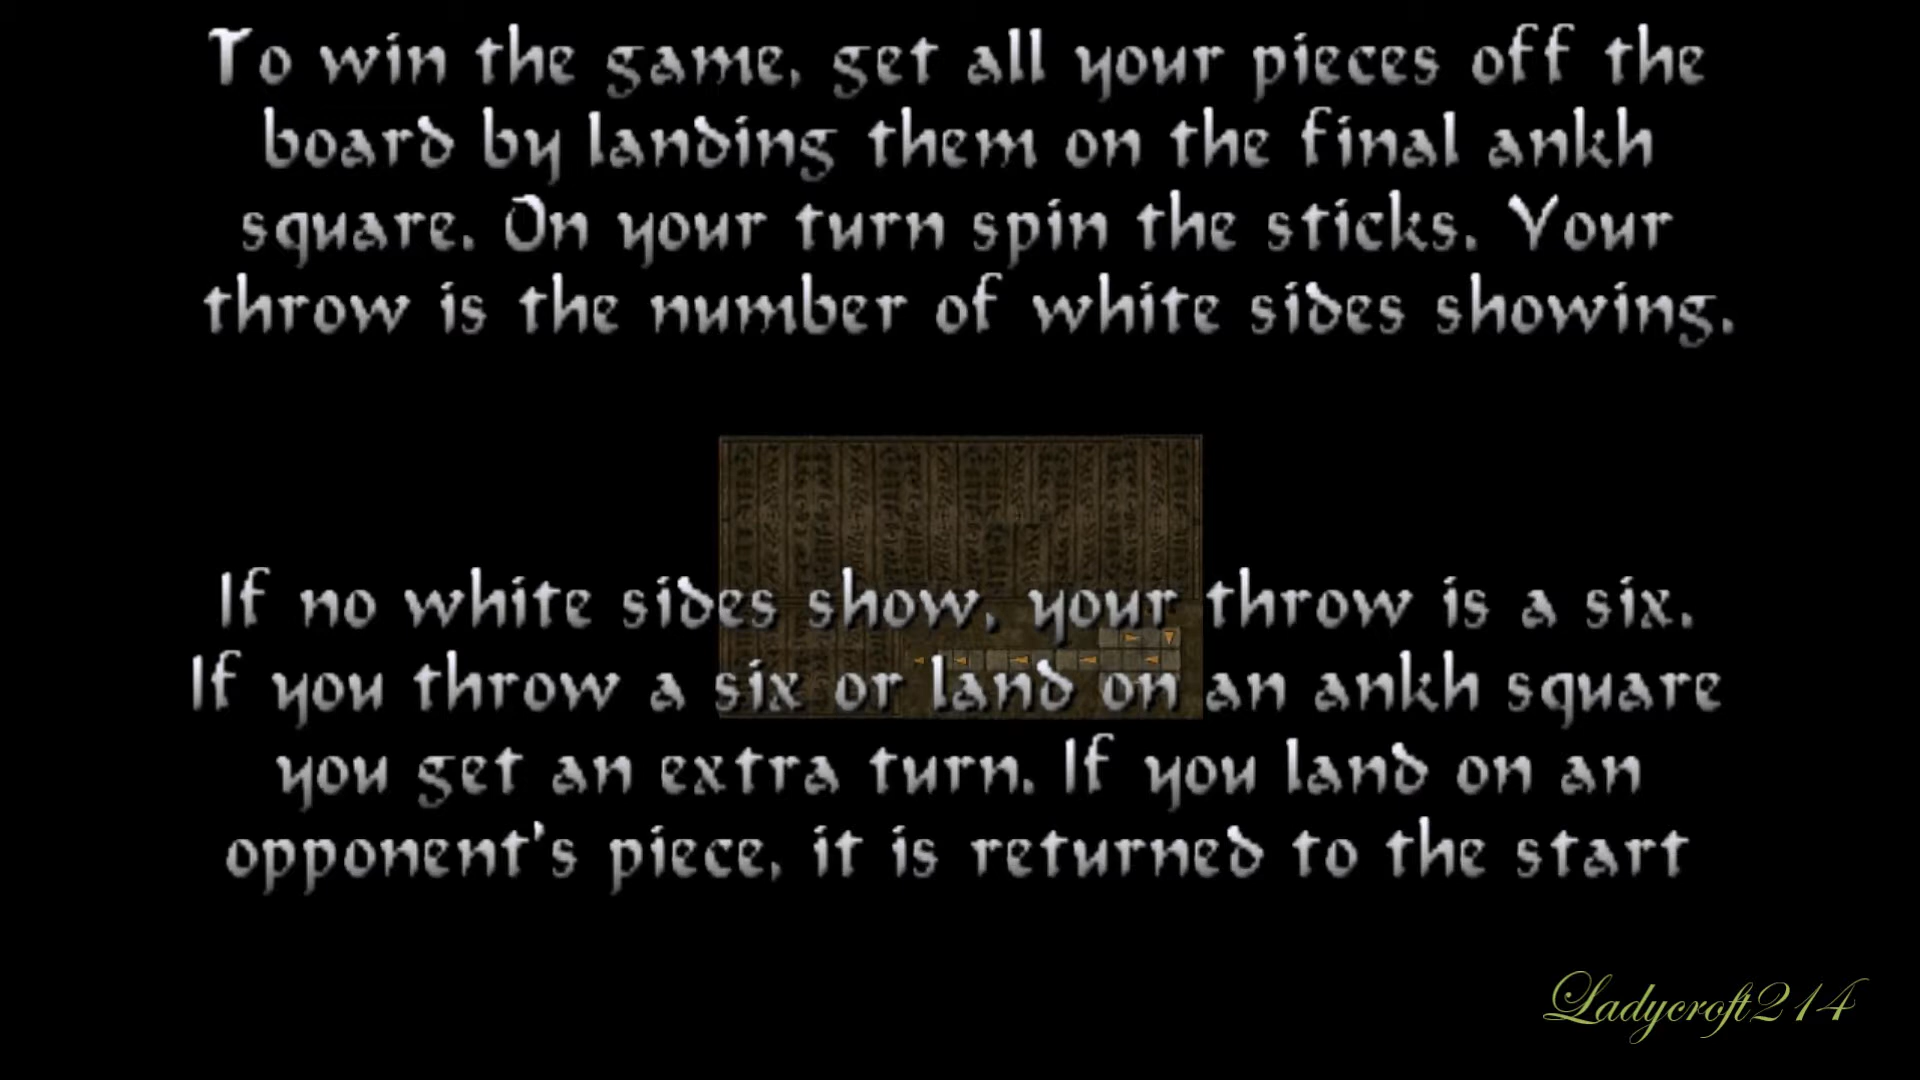 To win the game, get all your pieces off the
board by landing them on the final ankh
square. On your turn spin the sticks. Your
throw is the number of white sides showing.
If no white sides show, your throw is a six.
If you throw a six or land on an ankh square
you get an extra turn. If you land on an
opponent's piece, it is returned to the start
Ladycroft214